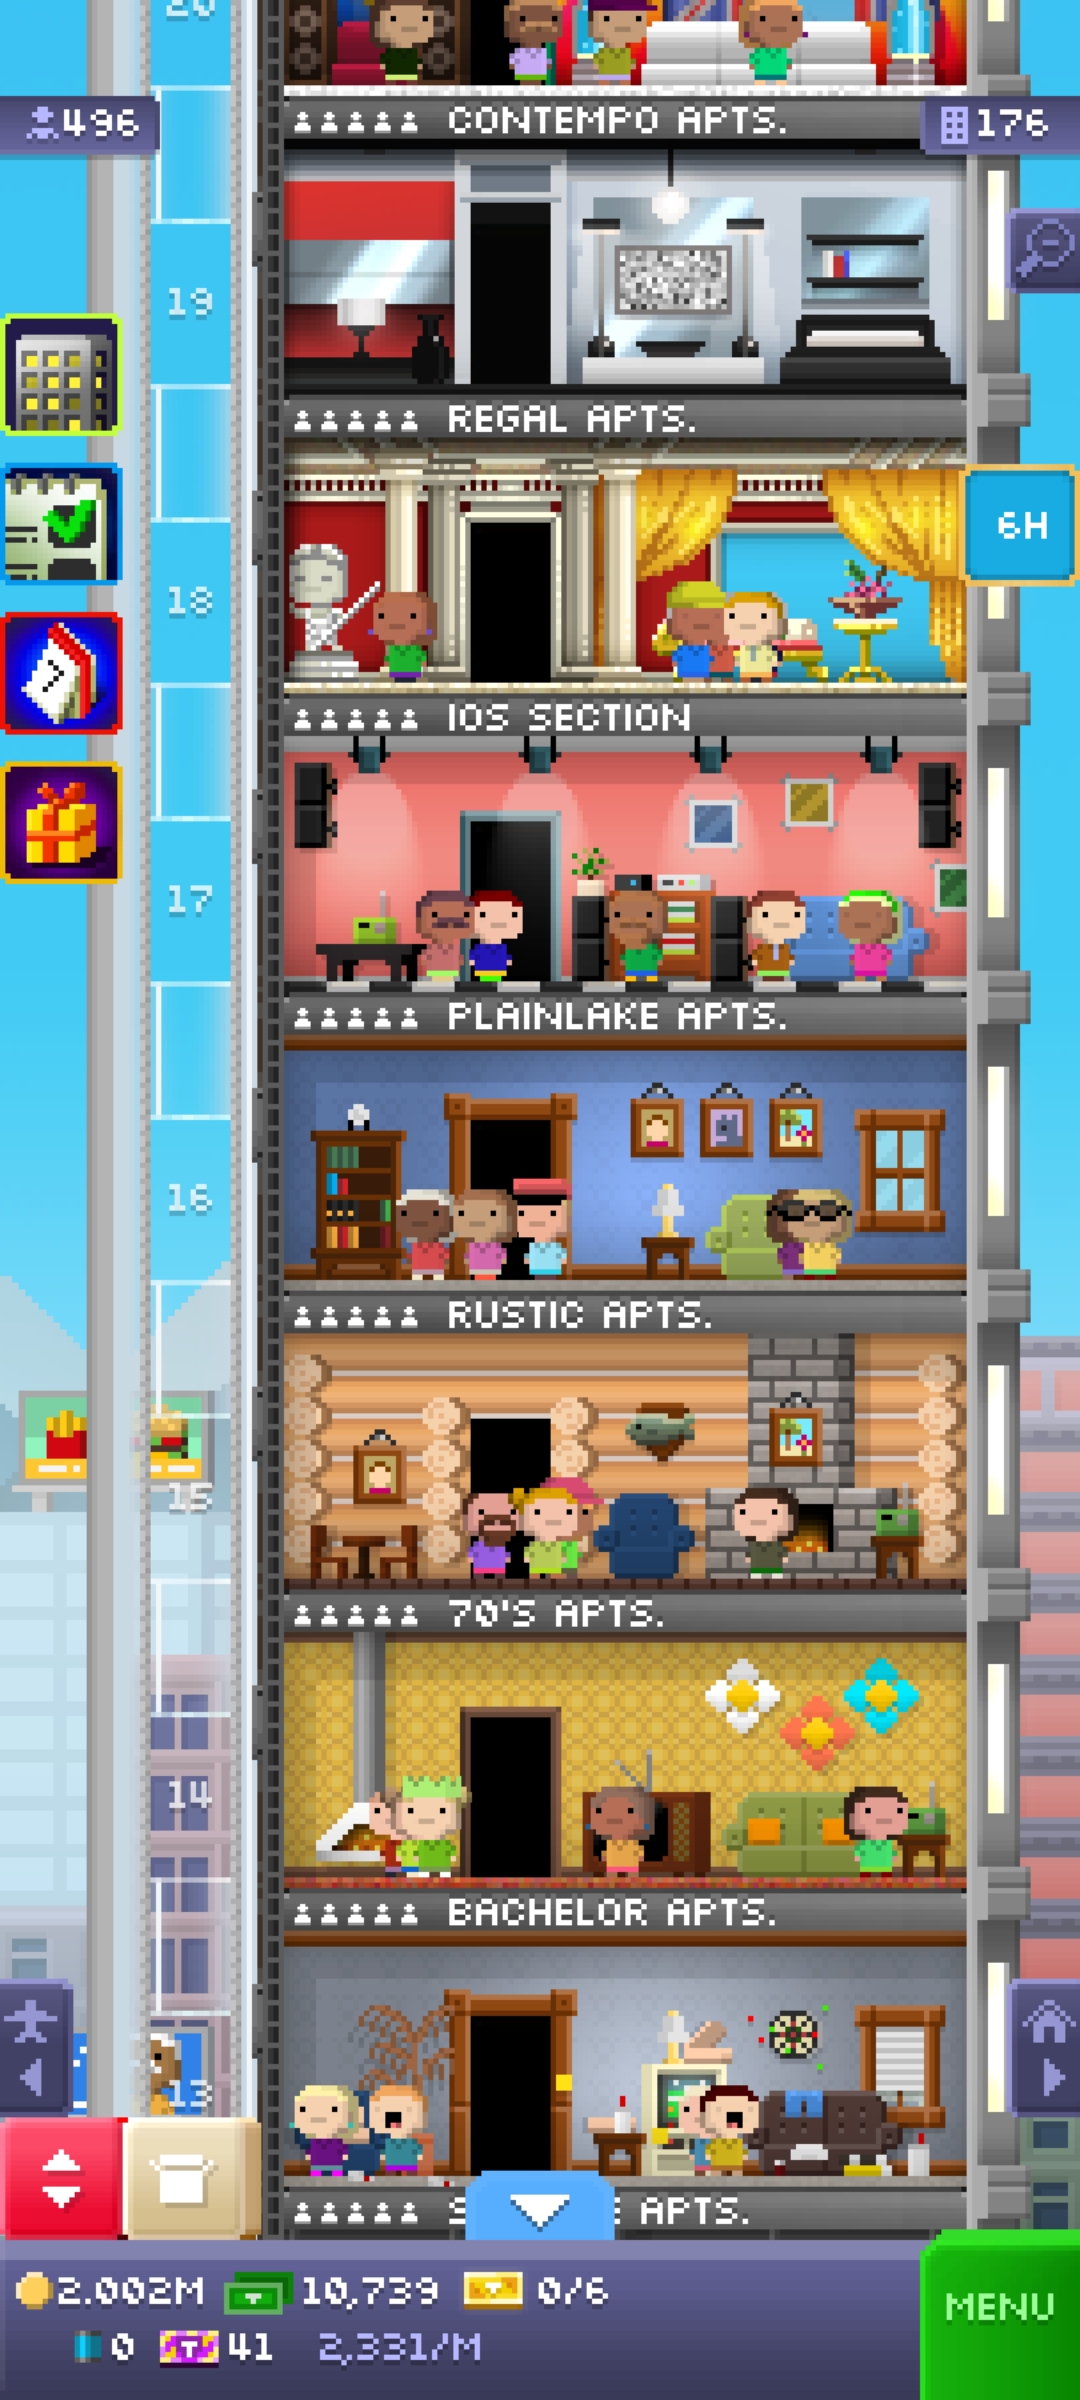 20
496
CONTEMPO APTS.
176
19
REGAL APTS.
6H
18
IOS SECTION
17
PLAINLAKE APTS.
16
RUSTIC APTS.
15
70'S APTS.
14
BACHELOR APTS.
13
APTS.
2.002M 10,739 0/6
MENU
0 41 2,331/M